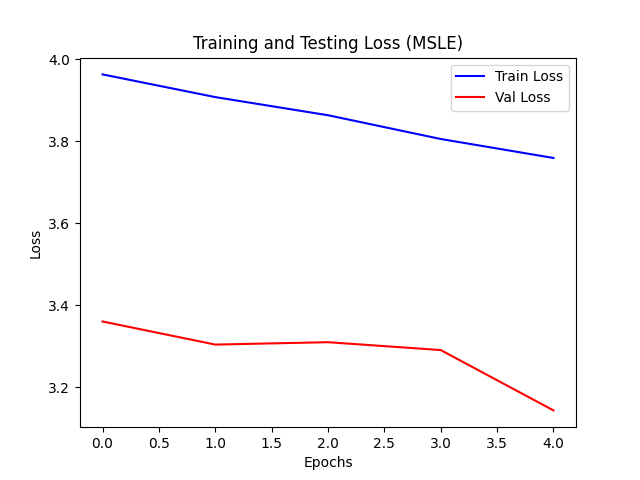 Training and Testing Loss (MSLE)
Train Loss
Val Loss
4.0
3.8
3.6
3.4
3.2
Loss
0.0 0.5 1.0 1.5 2.0 2.5 3.0 3.5 4.0
Epochs